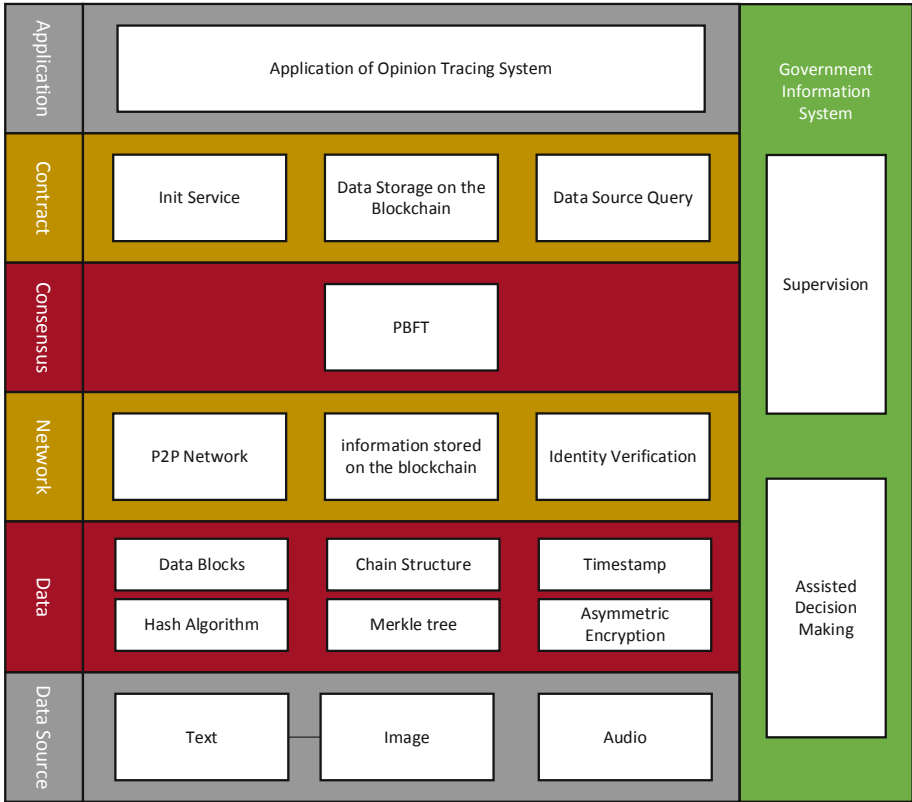 Application
Application of Opinion Tracing System
Contract
Init Service
Data Storage on the
Blockchain
Data Source Query
Consensus
PBFT
Network
P2P Network
information stored
on the blockchain
Identity Verification
Data
Data Blocks
Chain Structure
Timestamp
Hash Algorithm
Merkle tree
Asymmetric
Encryption
Data Source
Text
Image
Audio
Government
Information
System
Supervision
Assisted
Decision
Making